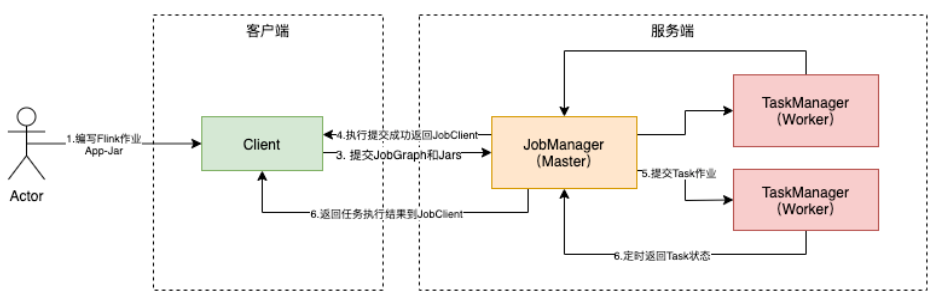 客户端
服务端
Actor
1.编写Flink作业
App-Jar
Client
4.执行提交成功返回JobClient
3. 提交JobGraph和Jars
6.返回任务执行结果到JobClient
JobManager
（Master）
5.提交Task作业
6.定时返回Task状态
TaskManager
（Worker）
TaskManager
（Worker）